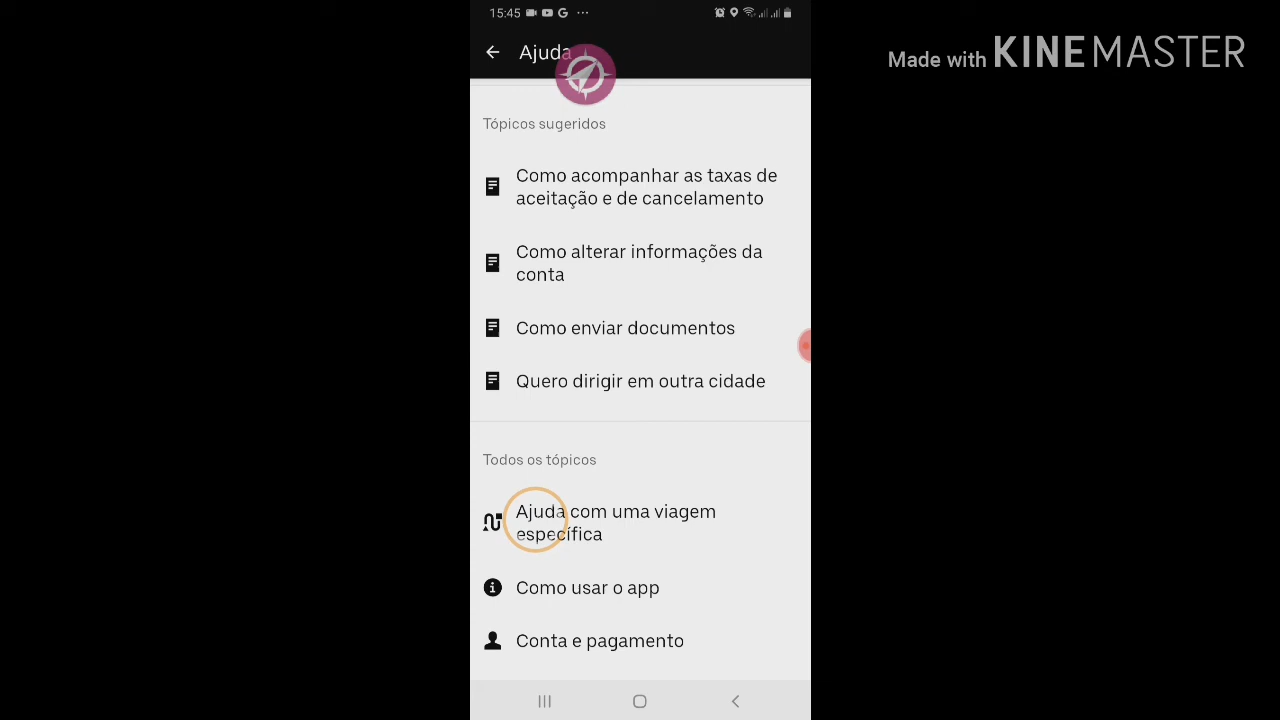 15:45
Made with KINEMASTER
Ajuda
Tópicos sugeridos
Como acompanhar as taxas de
aceitação e de cancelamento
Como alterar informações da
conta
Como enviar documentos
Quero dirigir em outra cidade
Todos os tópicos
Ajuda com uma viagem
específica
Como usar o app
Conta e pagamento